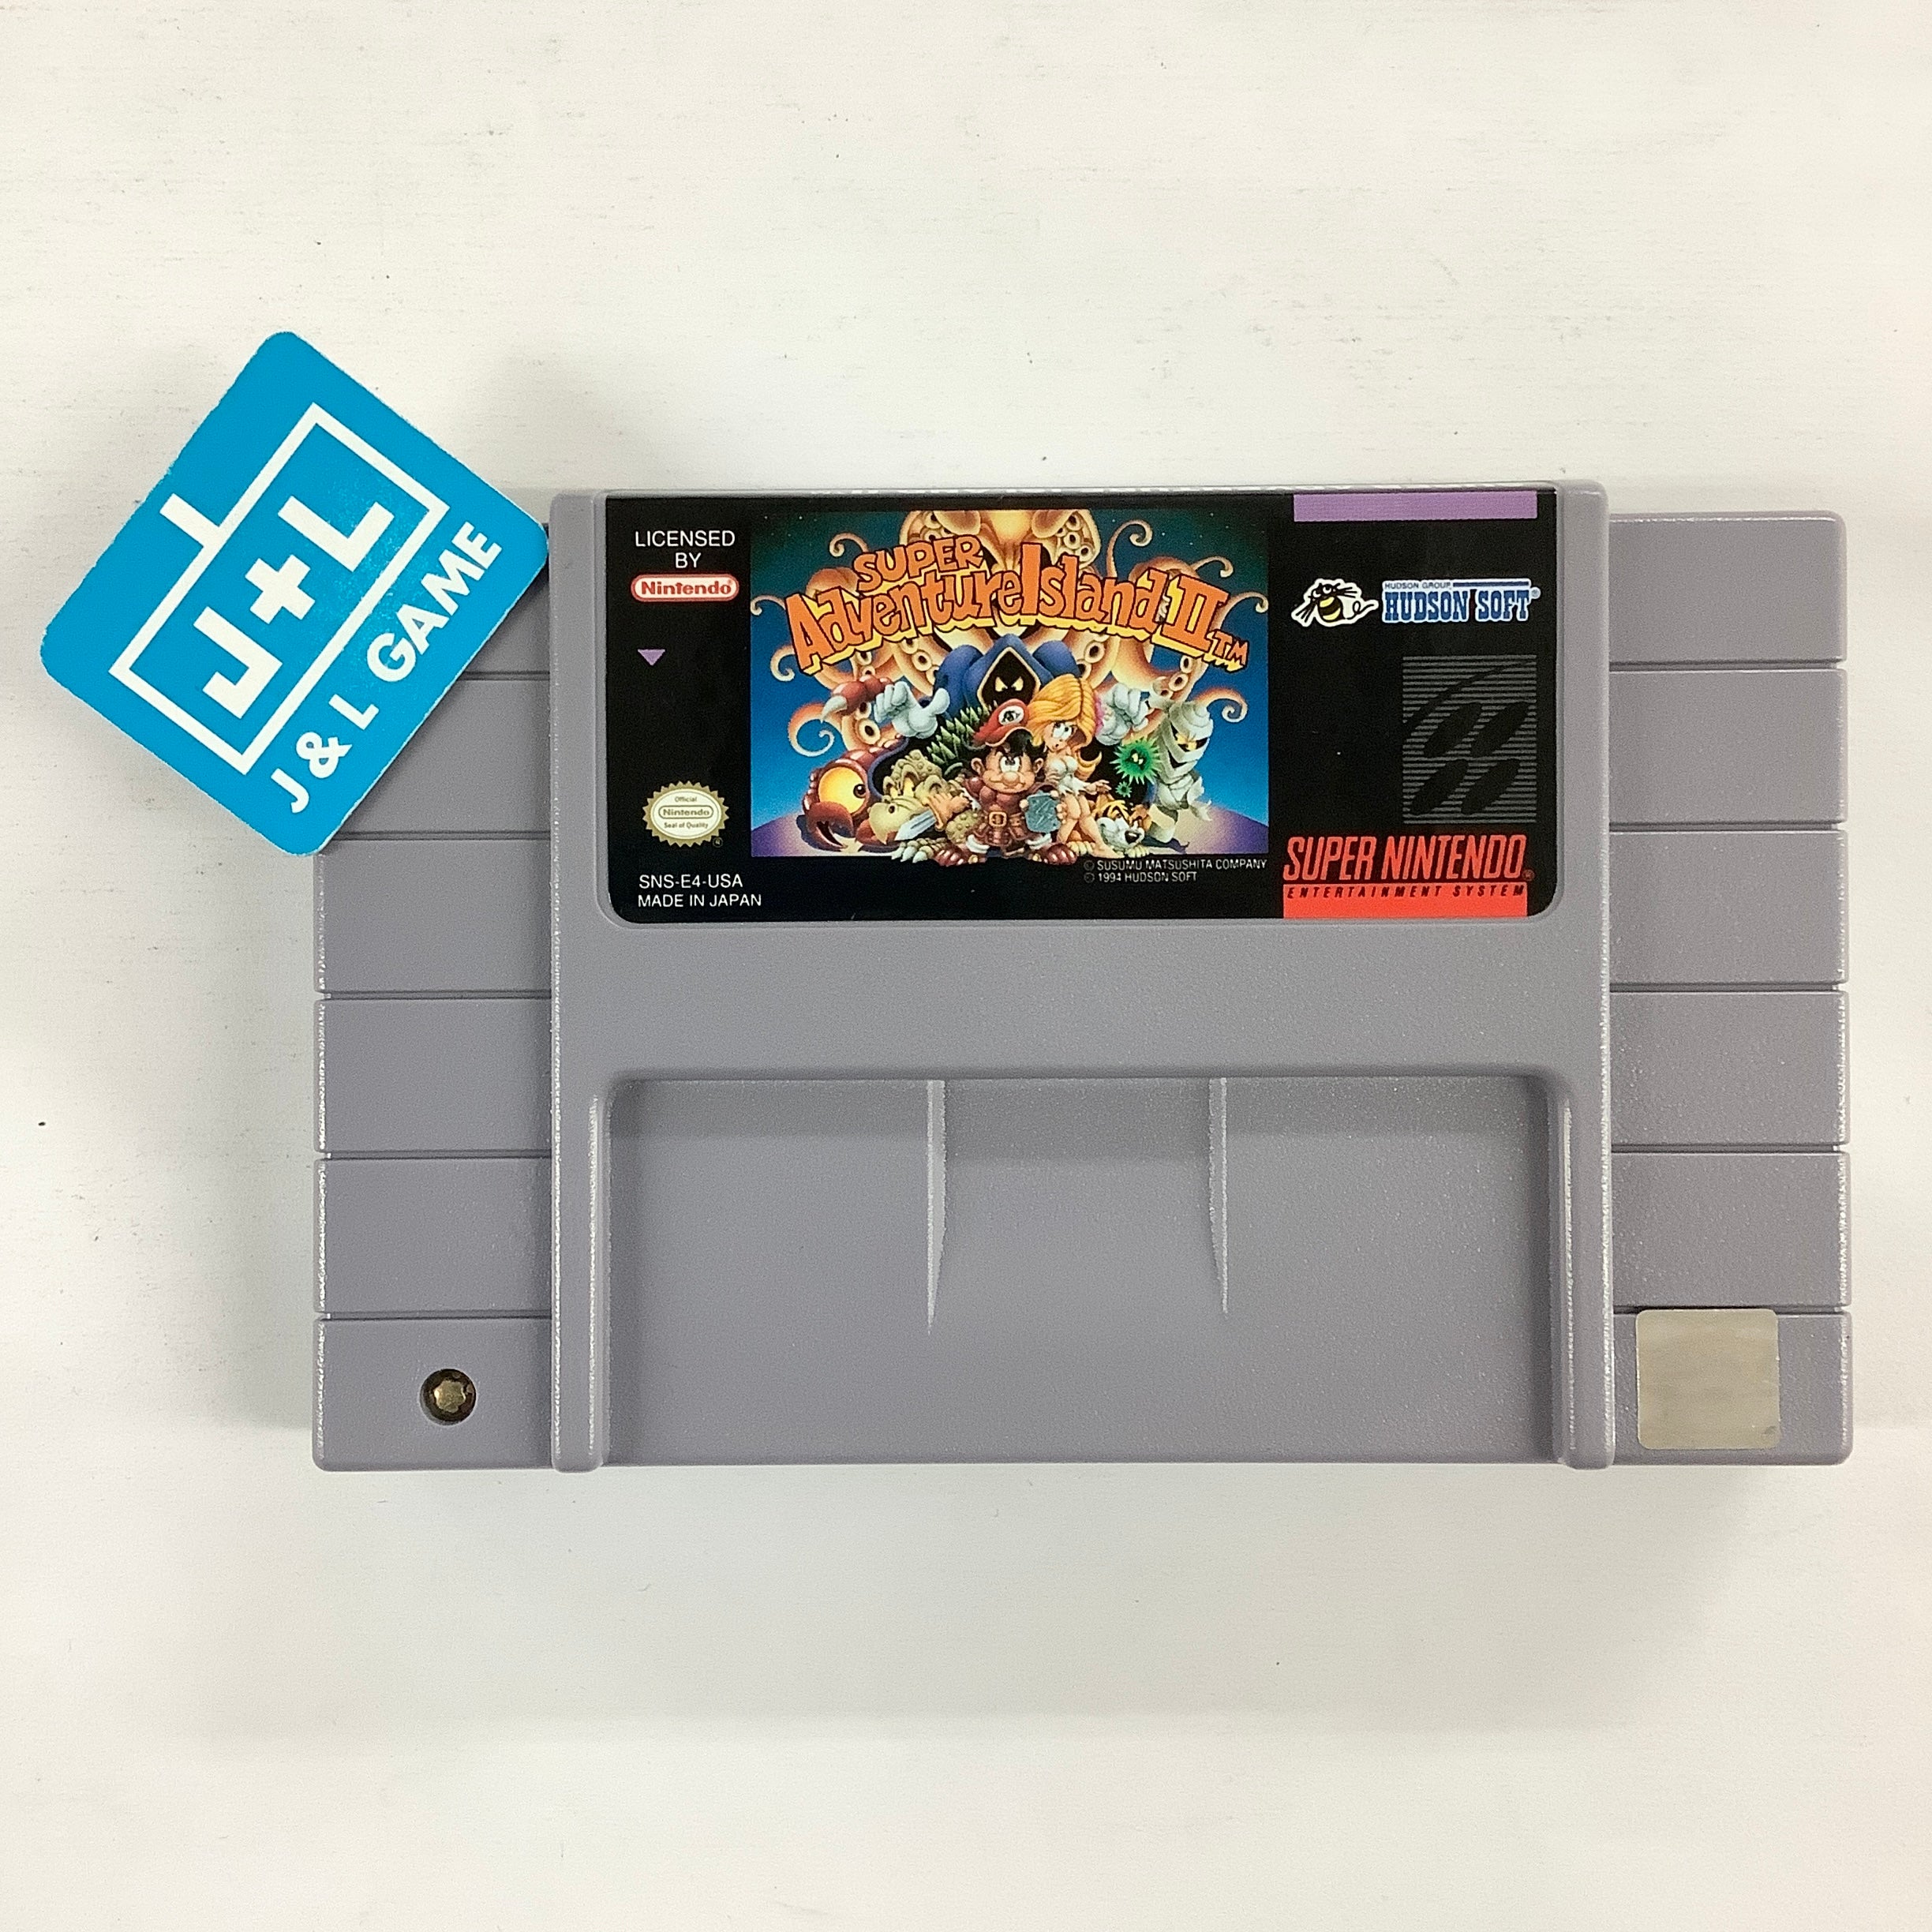 J+L
J & L GAME
LICENSED
BY
Nintendo
SUPER
Adventure Island II TM
HUDSON GROUP
HUDSON SOFT®
Official
Nintendo
Seal of Quality
®
SNS-E4-USA
MADE IN JAPAN
© SUSUMU MATSUSHITA COMPANY
© 1994 HUDSON SOFT
SUPER NINTENDO®
ENTERTAINMENT SYSTEM